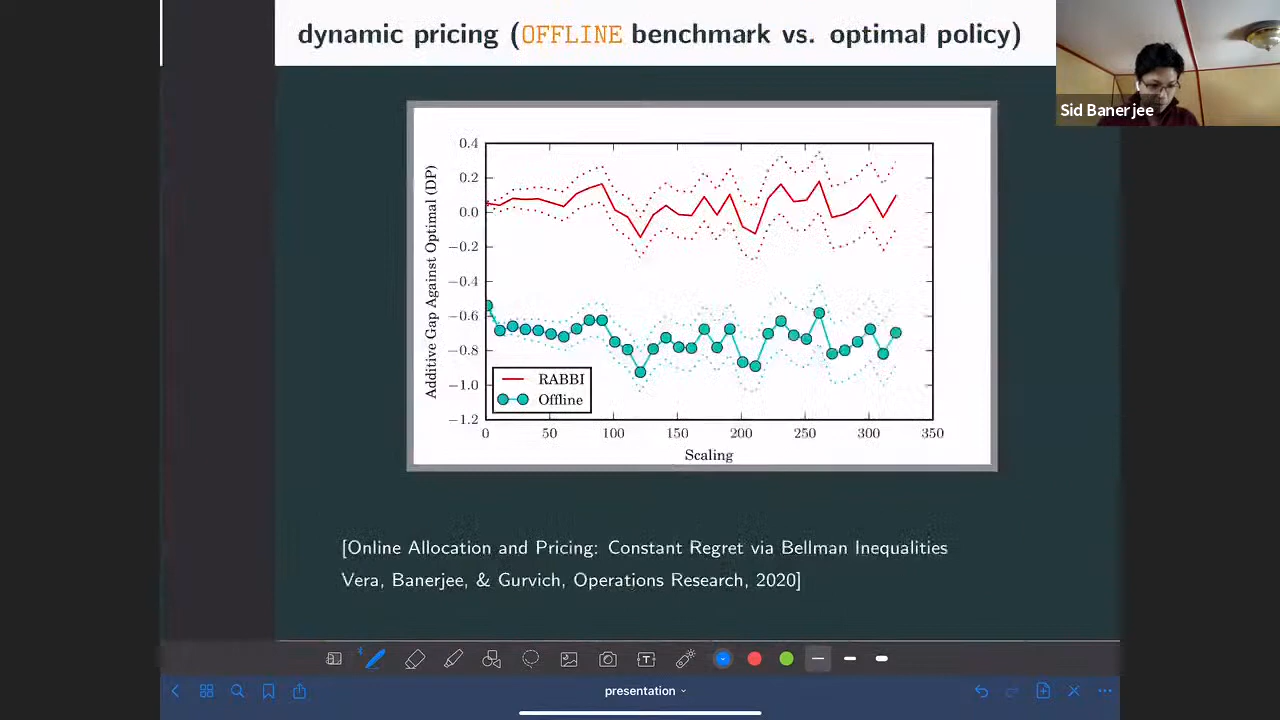 dynamic pricing (OFFLINE benchmark vs. optimal policy)
Sid Banerjee
Additive Gap Against Optimal (DP)
0.4
0.2
0.0
−0.2
−0.4
−0.6
−0.8
−1.0
−1.2
RABBI
Offline
0 50 100 150 200 250 300 350
Scaling
[Online Allocation and Pricing: Constant Regret via Bellman Inequalities
Vera, Banerjee, & Gurvich, Operations Research, 2020]
T
presentation